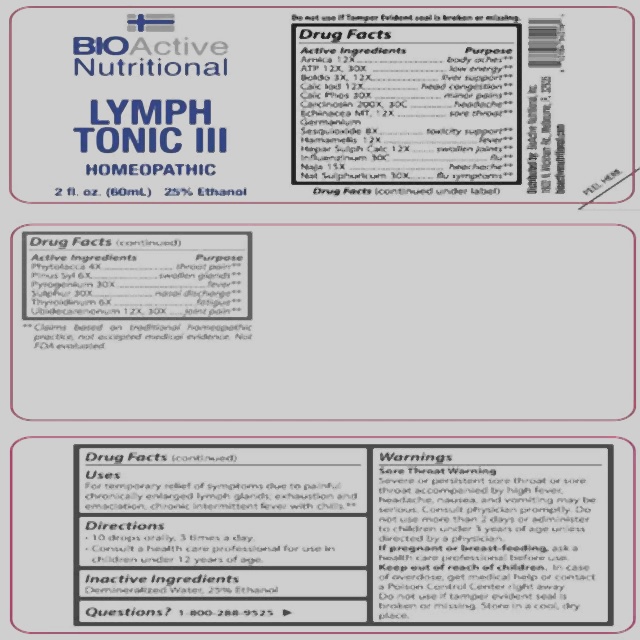 BIOActive
Nutritional
LYMPH
TONIC III
HOMEOPATHIC
2 fl. oz. (60mL) 25% Ethanol
Do not use if Tamper Evident seal is broken or missing.
Drug Facts
Active Ingredients Purpose
Arnica 12X body aches**
ATP 12X, 30X low energy**
Boldo 3X, 12X liver support**
Calc Iod 12X head congestion**
Calc Phos 30X minor pains**
Carcinosin 200X, 30C headache**
Echinacea MT, 12X sore throat**
Germanium
Sesquioxide 8X toxicity support**
Hamamelis 12X fever**
Hepar Sulph Calc 12X swollen joints**
Influenzinum 30C flu**
Naja 15X headache**
Nat Sulphuricum 30X flu symptoms**
Drug Facts (continued under label)
Distributed by BioActive Nutritional, Inc.
Melbourne, FL 32935
bioactivenutritional.com
PEEL HERE
Drug Facts (continued)
Active Ingredients Purpose
Phytolacca 4X throat pain**
Pinus Syl 6X swollen glands**
Pyrogenium 30X fever**
Sulphur 30X nasal discharge**
Thyroidinum 6X fatigue**
Ubidecarenonum 12X, 30X joint pain**
**Claims based on traditional homeopathic
practice, not accepted medical evidence. Not
FDA evaluated.
Drug Facts (continued)
Uses
For temporary relief of symptoms due to painful
chronically enlarged lymph glands; exhaustion and
emaciation, chronic intermittent fever with chills.**
Directions
· 10 drops orally, 3 times a day.
· Consult a health care professional for use in
children under 12 years of age.
Inactive Ingredients
Demineralized Water, 25% Ethanol
Questions? 1-800-288-9525 ►
Warnings
Sore Throat Warning
Severe or persistent sore throat or sore
throat accompanied by high fever,
headache, nausea, and vomiting may be
serious. Consult physician promptly. Do
not use more than 2 days or administer
to children under 3 years of age unless
directed by a physician.
If pregnant or breast-feeding, ask a
health care professional before use.
Keep out of reach of children. In case
of overdose, get medical help or contact
a Poison Control Center right away.
Do not use if tamper evident seal is
broken or missing. Store in a cool, dry
place.